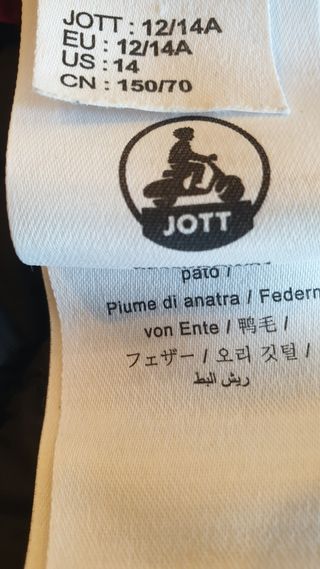 JOTT : 12/14A
EU : 12/14A
US : 14
CN : 150/70
JOTT
pato /
Piume di anatra / Federn
von Ente / 鸭毛 /
フェザー / 오리 깃털 /
ريش البط